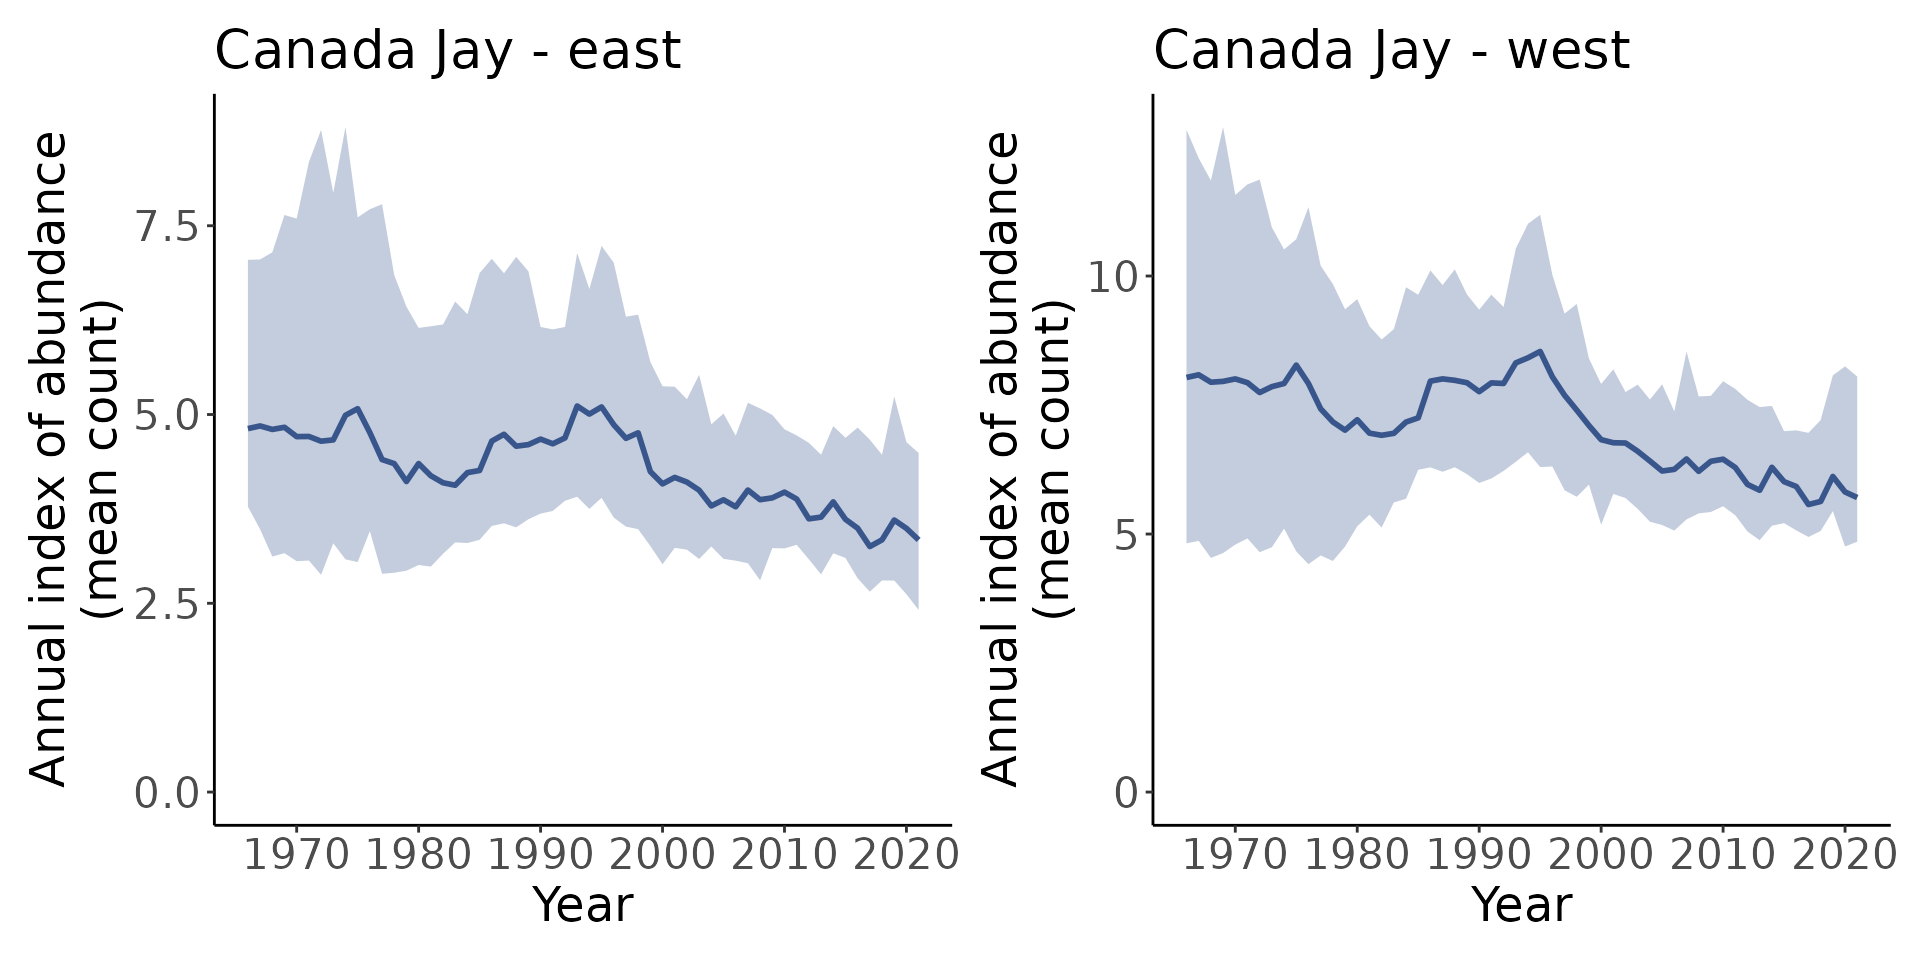 Canada Jay - east
Annual index of abundance
(mean count)
7.5
5.0
2.5
0.0
1970 1980 1990 2000 2010 2020
Year
Canada Jay - west
Annual index of abundance
(mean count)
10
5
0
1970 1980 1990 2000 2010 2020
Year